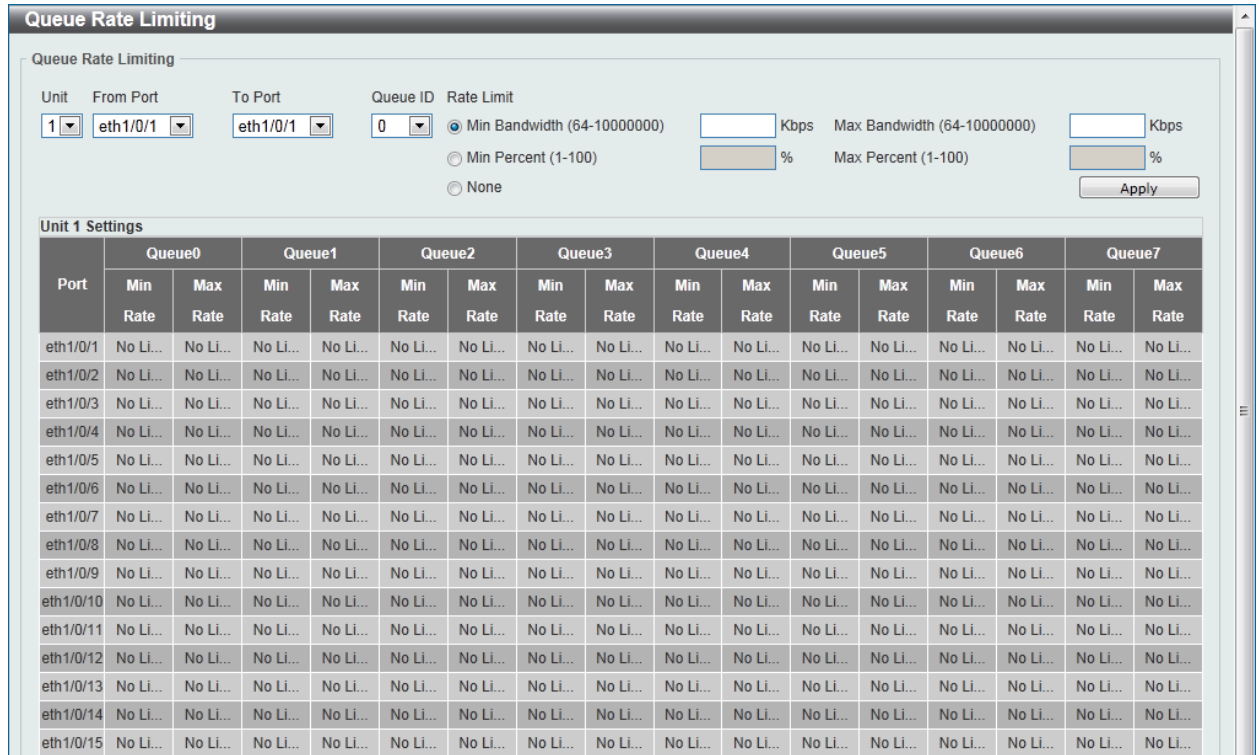 Queue Rate Limiting
Queue Rate Limiting
Unit From Port To Port Queue ID Rate Limit
1 eth1/0/1 eth1/0/1 0 Min Bandwidth (64-10000000) Kbps Max Bandwidth (64-10000000) Kbps
Min Percent (1-100) % Max Percent (1-100) %
None Apply
Unit 1 Settings
Port Queue0 Queue1 Queue2 Queue3 Queue4 Queue5 Queue6 Queue7
Min Rate Max Rate Min Rate Max Rate Min Rate Max Rate Min Rate Max Rate Min Rate Max Rate Min Rate Max Rate Min Rate Max Rate Min Rate Max Rate
eth1/0/1 No Li... No Li... No Li... No Li... No Li... No Li... No Li... No Li... No Li... No Li... No Li... No Li... No Li... No Li... No Li... No Li...
eth1/0/2 No Li... No Li... No Li... No Li... No Li... No Li... No Li... No Li... No Li... No Li... No Li... No Li... No Li... No Li... No Li... No Li...
eth1/0/3 No Li... No Li... No Li... No Li... No Li... No Li... No Li... No Li... No Li... No Li... No Li... No Li... No Li... No Li... No Li... No Li...
eth1/0/4 No Li... No Li... No Li... No Li... No Li... No Li... No Li... No Li... No Li... No Li... No Li... No Li... No Li... No Li... No Li... No Li...
eth1/0/5 No Li... No Li... No Li... No Li... No Li... No Li... No Li... No Li... No Li... No Li... No Li... No Li... No Li... No Li... No Li... No Li...
eth1/0/6 No Li... No Li... No Li... No Li... No Li... No Li... No Li... No Li... No Li... No Li... No Li... No Li... No Li... No Li... No Li... No Li...
eth1/0/7 No Li... No Li... No Li... No Li... No Li... No Li... No Li... No Li... No Li... No Li... No Li... No Li... No Li... No Li... No Li... No Li...
eth1/0/8 No Li... No Li... No Li... No Li... No Li... No Li... No Li... No Li... No Li... No Li... No Li... No Li... No Li... No Li... No Li... No Li...
eth1/0/9 No Li... No Li... No Li... No Li... No Li... No Li... No Li... No Li... No Li... No Li... No Li... No Li... No Li... No Li... No Li... No Li...
eth1/0/10 No Li... No Li... No Li... No Li... No Li... No Li... No Li... No Li... No Li... No Li... No Li... No Li... No Li... No Li... No Li... No Li...
eth1/0/11 No Li... No Li... No Li... No Li... No Li... No Li... No Li... No Li... No Li... No Li... No Li... No Li... No Li... No Li... No Li... No Li...
eth1/0/12 No Li... No Li... No Li... No Li... No Li... No Li... No Li... No Li... No Li... No Li... No Li... No Li... No Li... No Li... No Li... No Li...
eth1/0/13 No Li... No Li... No Li... No Li... No Li... No Li... No Li... No Li... No Li... No Li... No Li... No Li... No Li... No Li... No Li... No Li...
eth1/0/14 No Li... No Li... No Li... No Li... No Li... No Li... No Li... No Li... No Li... No Li... No Li... No Li... No Li... No Li... No Li... No Li...
eth1/0/15 No Li... No Li... No Li... No Li... No Li... No Li... No Li... No Li... No Li... No Li... No Li... No Li... No Li... No Li... No Li... No Li...